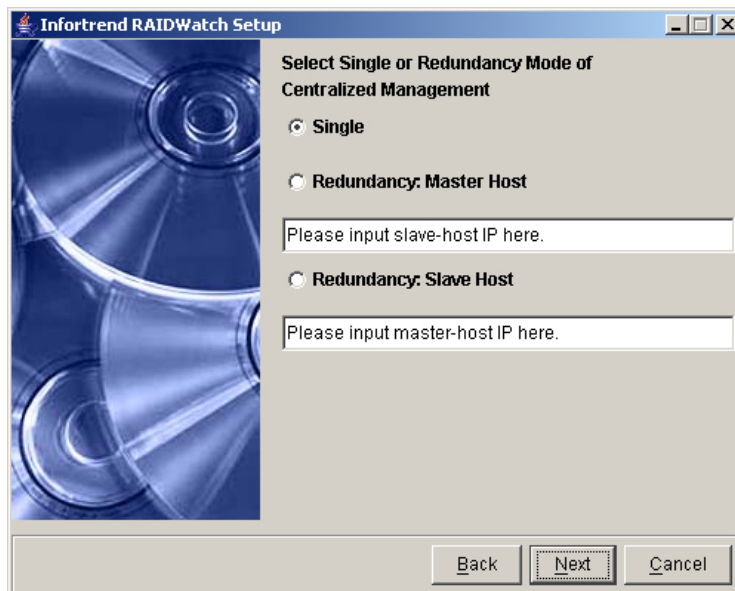 Infortrend RAIDWatch Setup
Select Single or Redundancy Mode of
Centralized Management
Single
Redundancy: Master Host
Please input slave-host IP here.
Redundancy: Slave Host
Please input master-host IP here.
Back Next Cancel